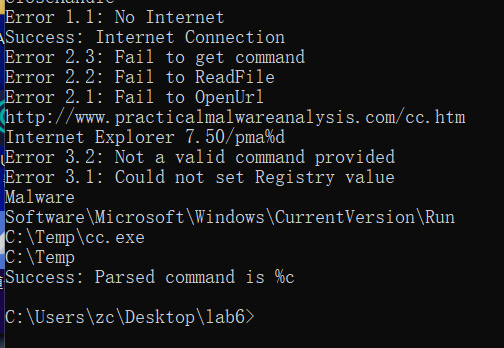 CloseHandle
Error 1.1: No Internet
Success: Internet Connection
Error 2.3: Fail to get command
Error 2.2: Fail to ReadFile
Error 2.1: Fail to OpenUrl
http://www.practicalmalwareanalysis.com/cc.htm
Internet Explorer 7.50/pma%d
Error 3.2: Not a valid command provided
Error 3.1: Could not set Registry value
Malware
Software\Microsoft\Windows\CurrentVersion\Run
C:\Temp\cc.exe
C:\Temp
Success: Parsed command is %c
C:\Users\zc\Desktop\lab6>